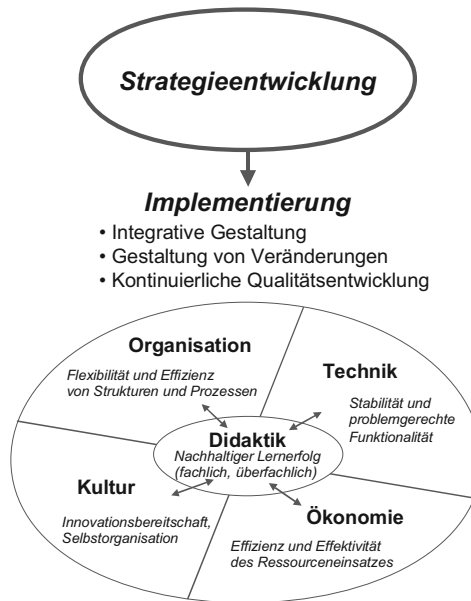 Strategieentwicklung
Implementierung
• Integrative Gestaltung
• Gestaltung von Veränderungen
• Kontinuierliche Qualitätsentwicklung
Organisation
Flexibilität und Effizienz
von Strukturen und Prozessen
Technik
Stabilität und
problemgerechte
Funktionalität
Didaktik
Nachhaltiger Lernerfolg
(fachlich, überfachlich)
Kultur
Innovationsbereitschaft,
Selbstorganisation
Ökonomie
Effizienz und Effektivität
des Ressourceneinsatzes